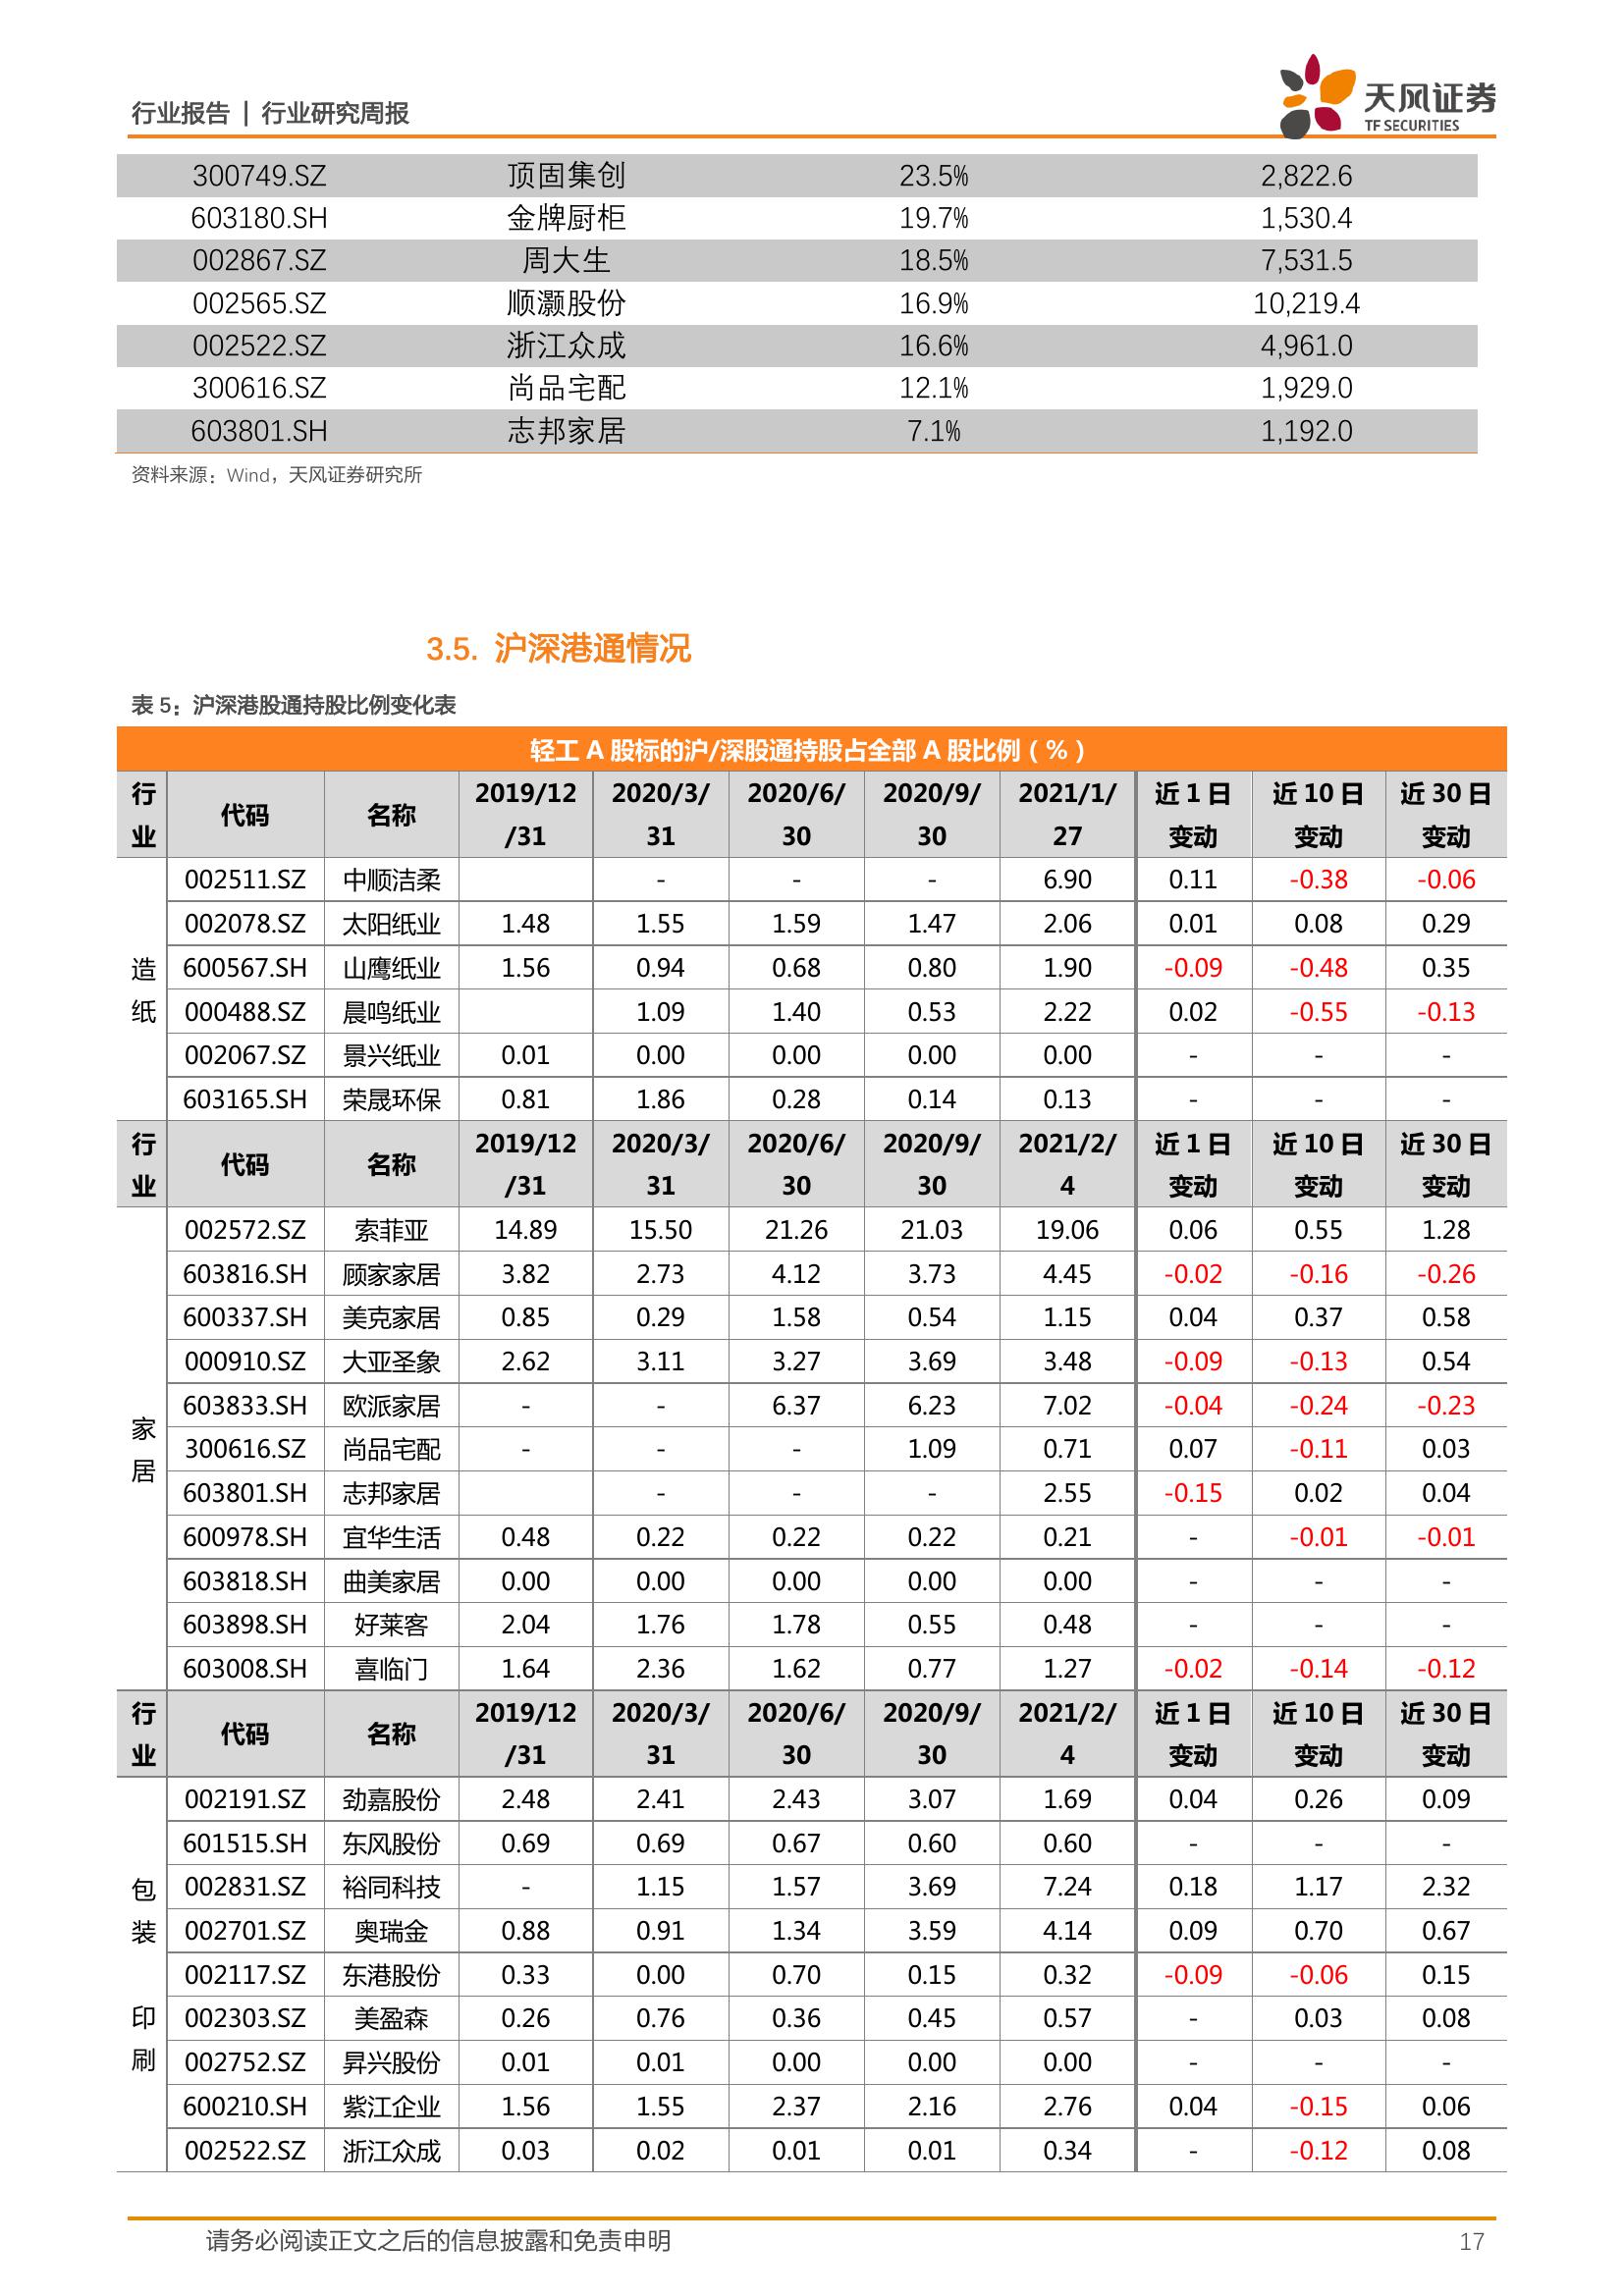 行业报告 | 行业研究周报
天风证券
TF SECURITIES
300749.SZ 顶固集创 23.5% 2,822.6
603180.SH 金牌厨柜 19.7% 1,530.4
002867.SZ 周大生 18.5% 7,531.5
002565.SZ 顺灏股份 16.9% 10,219.4
002522.SZ 浙江众成 16.6% 4,961.0
300616.SZ 尚品宅配 12.1% 1,929.0
603801.SH 志邦家居 7.1% 1,192.0
资料来源：Wind，天风证券研究所
3.5. 沪深港通情况
表 5：沪深港股通持股比例变化表
轻工 A 股标的沪/深股通持股占全部 A 股比例（%）
行业 代码 名称 2019/12/31 2020/3/31 2020/6/30 2020/9/30 2021/1/27 近 1 日变动 近 10 日变动 近 30 日变动
造纸
002511.SZ 中顺洁柔 - - - 6.90 0.11 -0.38 -0.06
002078.SZ 太阳纸业 1.48 1.55 1.59 1.47 2.06 0.01 0.08 0.29
600567.SH 山鹰纸业 1.56 0.94 0.68 0.80 1.90 -0.09 -0.48 0.35
000488.SZ 晨鸣纸业 1.09 1.40 0.53 2.22 0.02 -0.55 -0.13
002067.SZ 景兴纸业 0.01 0.00 0.00 0.00 0.00 - - -
603165.SH 荣晟环保 0.81 1.86 0.28 0.14 0.13 - - -
行业 代码 名称 2019/12/31 2020/3/31 2020/6/30 2020/9/30 2021/2/4 近 1 日变动 近 10 日变动 近 30 日变动
家居
002572.SZ 索菲亚 14.89 15.50 21.26 21.03 19.06 0.06 0.55 1.28
603816.SH 顾家家居 3.82 2.73 4.12 3.73 4.45 -0.02 -0.16 -0.26
600337.SH 美克家居 0.85 0.29 1.58 0.54 1.15 0.04 0.37 0.58
000910.SZ 大亚圣象 2.62 3.11 3.27 3.69 3.48 -0.09 -0.13 0.54
603833.SH 欧派家居 - - 6.37 6.23 7.02 -0.04 -0.24 -0.23
300616.SZ 尚品宅配 - - - 1.09 0.71 0.07 -0.11 0.03
603801.SH 志邦家居 - - - 2.55 -0.15 0.02 0.04
600978.SH 宜华生活 0.48 0.22 0.22 0.22 0.21 - -0.01 -0.01
603818.SH 曲美家居 0.00 0.00 0.00 0.00 0.00 - - -
603898.SH 好莱客 2.04 1.76 1.78 0.55 0.48 - - -
603008.SH 喜临门 1.64 2.36 1.62 0.77 1.27 -0.02 -0.14 -0.12
行业 代码 名称 2019/12/31 2020/3/31 2020/6/30 2020/9/30 2021/2/4 近 1 日变动 近 10 日变动 近 30 日变动
包装 印刷
002191.SZ 劲嘉股份 2.48 2.41 2.43 3.07 1.69 0.04 0.26 0.09
601515.SH 东风股份 0.69 0.69 0.67 0.60 0.60 - - -
002831.SZ 裕同科技 - 1.15 1.57 3.69 7.24 0.18 1.17 2.32
002701.SZ 奥瑞金 0.88 0.91 1.34 3.59 4.14 0.09 0.70 0.67
002117.SZ 东港股份 0.33 0.00 0.70 0.15 0.32 -0.09 -0.06 0.15
002303.SZ 美盈森 0.26 0.76 0.36 0.45 0.57 - 0.03 0.08
002752.SZ 昇兴股份 0.01 0.01 0.00 0.00 0.00 - - -
600210.SH 紫江企业 1.56 1.55 2.37 2.16 2.76 0.04 -0.15 0.06
002522.SZ 浙江众成 0.03 0.02 0.01 0.01 0.34 - -0.12 0.08
请务必阅读正文之后的信息披露和免责申明
17